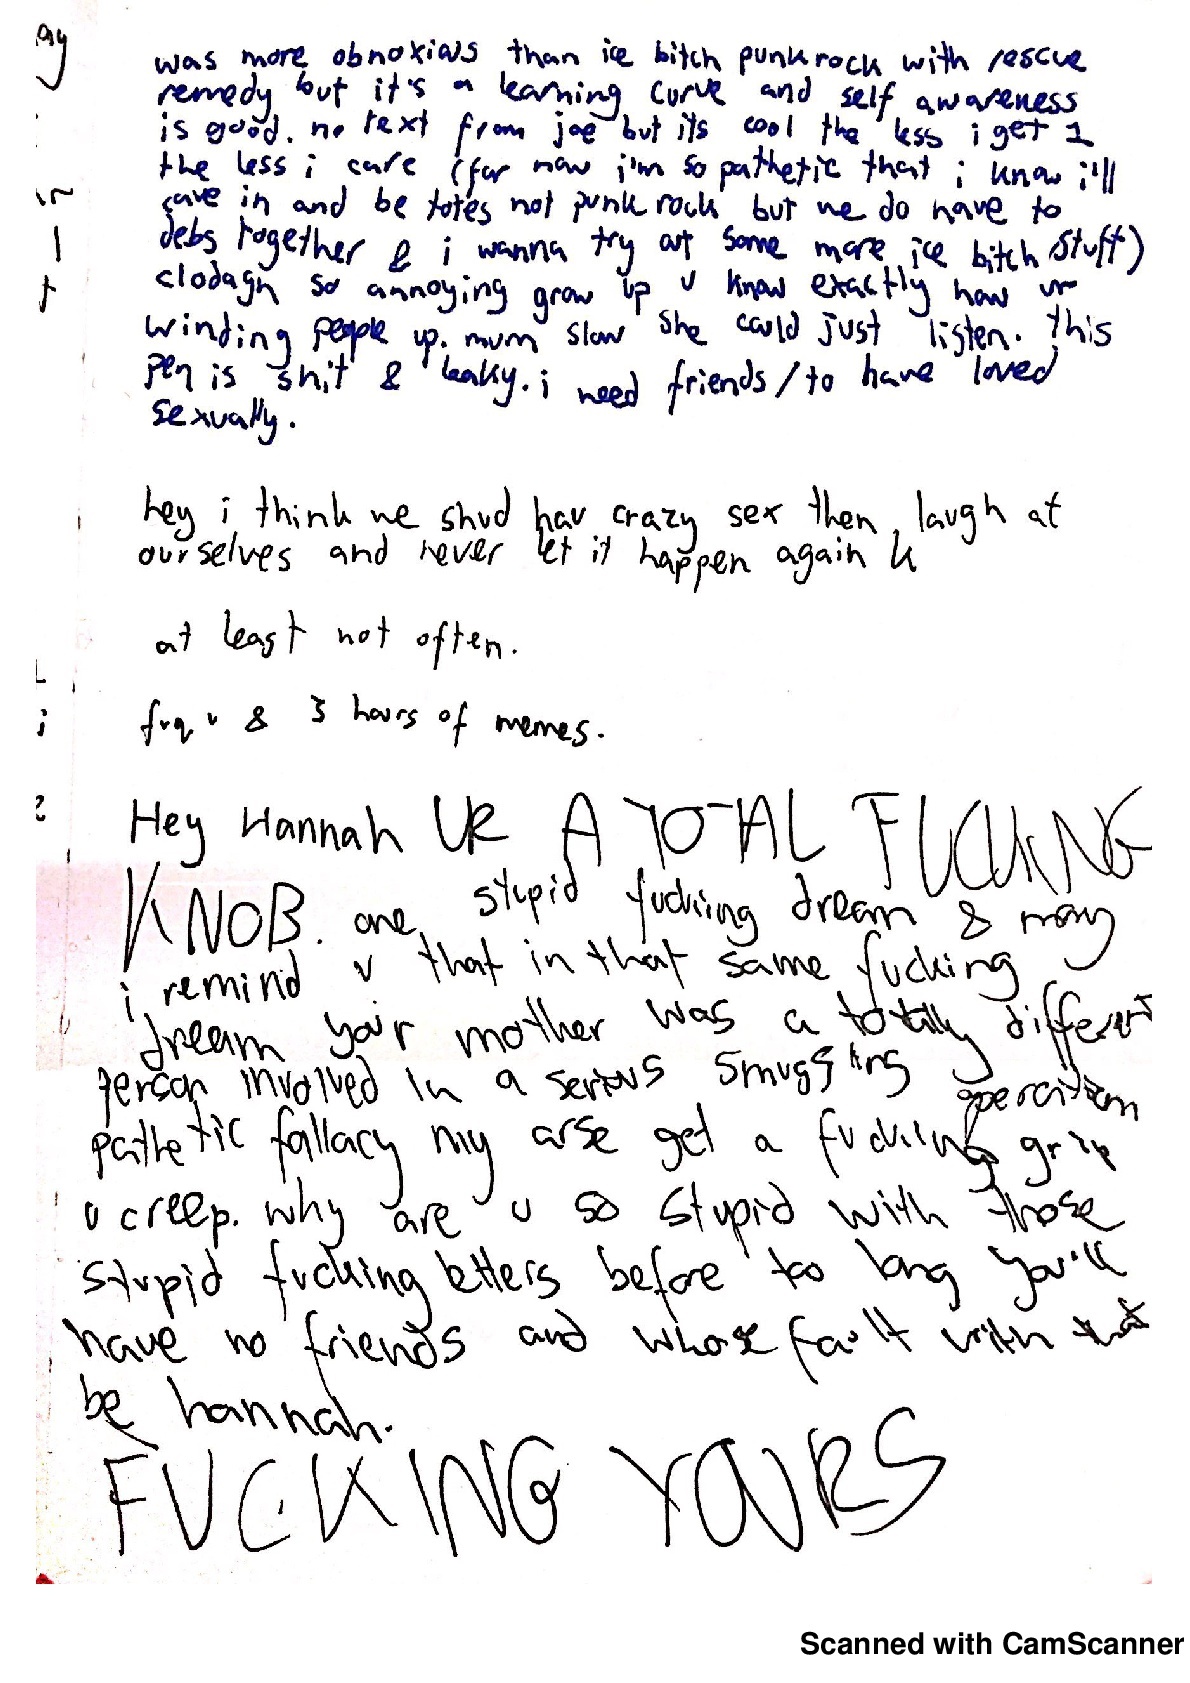 ay
was more obnoxious than ice bitch punk rock with rescue
remedy but it's a learning curve and self awareness
is good. no text from joe but its cool the less i get 1
the less i care (for now i'm so pathetic that i know i'll
cave in and be totes not punk rock but we do have to
debs together & i wanna try out some more ice bitch stuff)
clodagh so annoying grow up u know exactly how ur
winding people up. mum slow she could just listen. this
pen is shit & leaky. i need friends/to have loved
sexually.
hey i think we shud hav crazy sex then laugh at
ourselves and never let it happen again k
at least not often.
& 3 hours of memes.
Hey Hannah UR A TOTAL FUCKING
KNOB. one stupid fucking dream & may
i remind u that in that same fucking
dream your mother was a totally different
person involved in a serious smuggling operation
pathetic fallacy my arse get a fucking grip
u creep. why are u so stupid with those
stupid fucking letters before too long you'll
have no friends and whose fault with that
be hannah.
FUCKING YOURS
Scanned with CamScanner